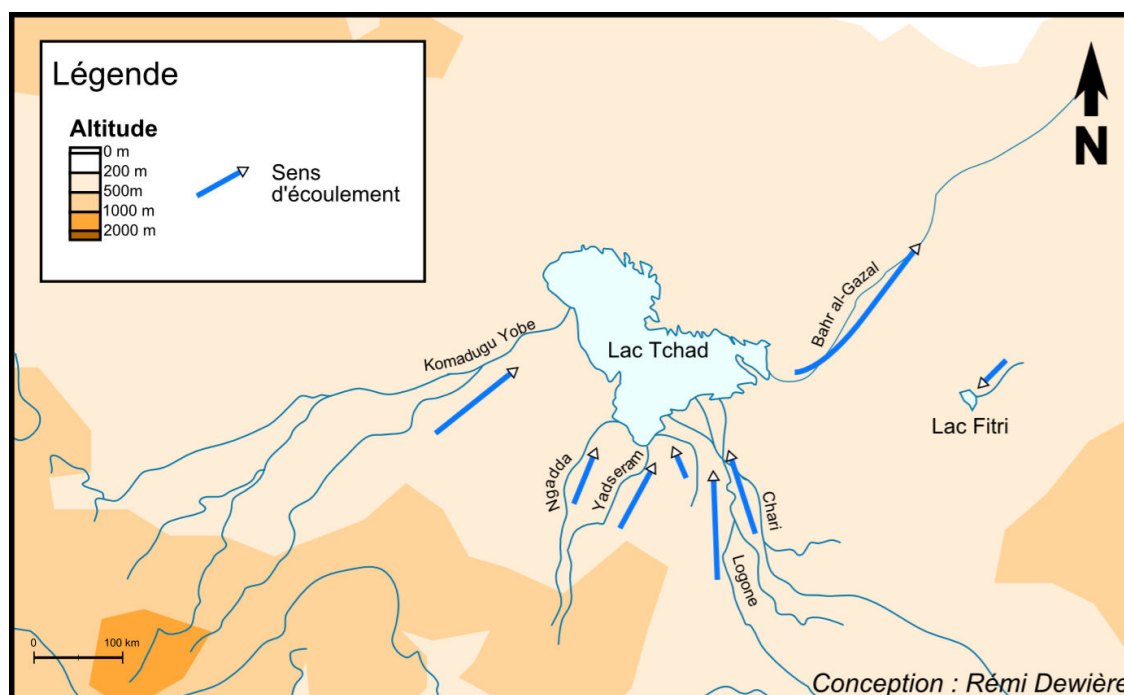 Légende
Altitude
0 m
200 m
500m
1000 m
2000 m
Sens
d'écoulement
N
Bahr al-Gazal
Komadugu Yobe
Lac Tchad
Lac Fitri
Ngadda
Yadseram
Chari
Logone
0
100 km
Conception : Rémi Dewière